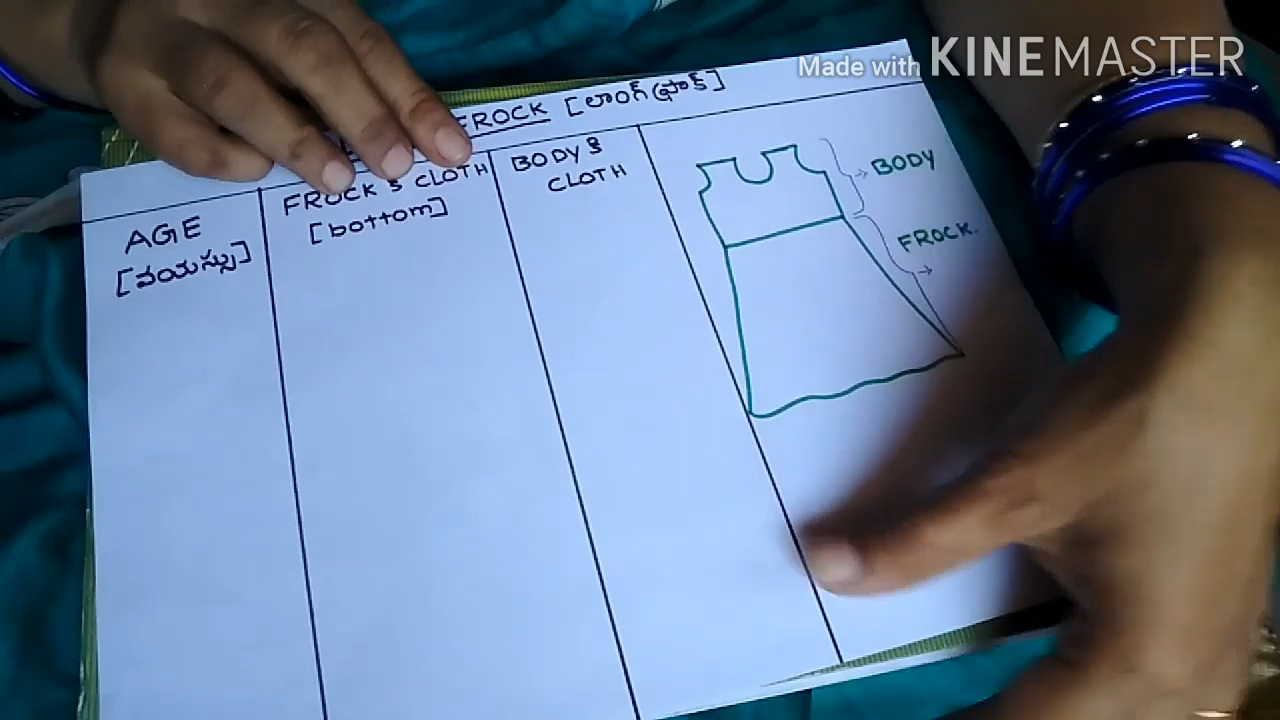 Made with KINEMASTER
FROCK [లాంగ్ ఫ్రాక్]
AGE
[వయస్సు]
FROCK's CLOTH
[bottom]
BODY's
CLOTH
BODY
FROCK.